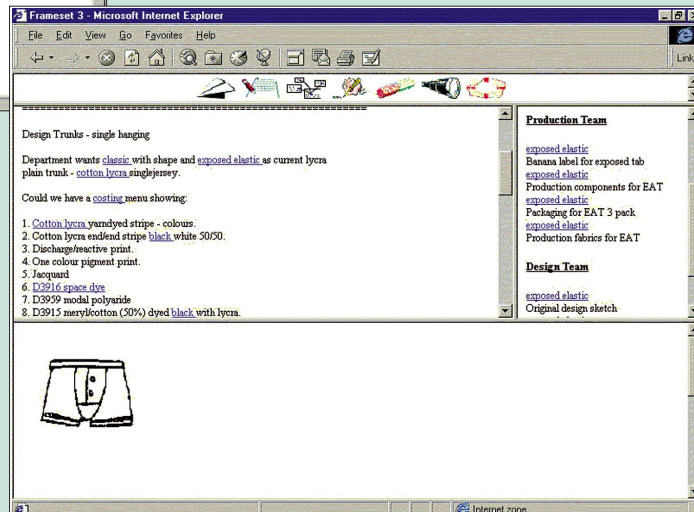 Frameset 3 - Microsoft Internet Explorer
File Edit View Go Favorites Help
Link
==========================================================
Design Trunks - single hanging
Department wants classic with shape and exposed elastic as current lycra
plain trunk - cotton lycra singlejersey.
Could we have a costing menu showing:
1. Cotton lycra yarndyed stripe - colours.
2. Cotton lycra end/end stripe black white 50/50.
3. Discharge/reactive print.
4. One colour pigment print.
5. Jacquard
6. D3916 space dye
7. D3959 modal polyaride
8. D3915 meryl/cotton (50%) dyed black with lycra.
Production Team
exposed elastic
Banana label for exposed tab
exposed elastic
Production components for EAT
exposed elastic
Packaging for EAT 3 pack
exposed elastic
Production fabrics for EAT
Design Team
exposed elastic
Original design sketch
Internet zone